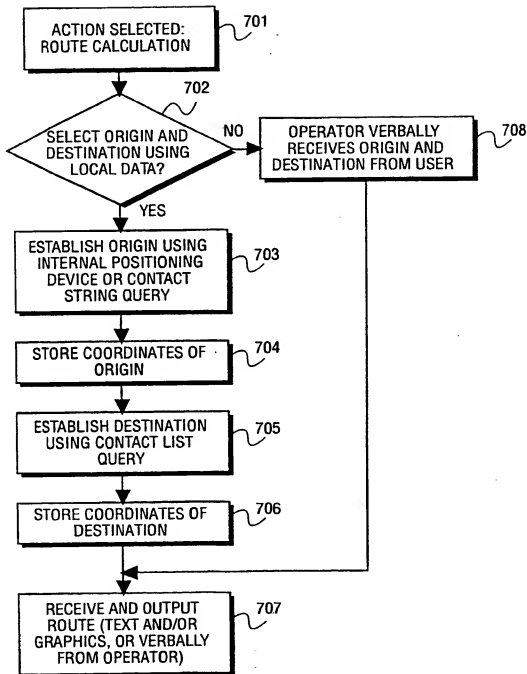 ACTION SELECTED:
ROUTE CALCULATION
701
702
SELECT ORIGIN AND
DESTINATION USING
LOCAL DATA?
NO
OPERATOR VERBALLY
RECEIVES ORIGIN AND
DESTINATION FROM USER
708
YES
ESTABLISH ORIGIN USING
INTERNAL POSITIONING
DEVICE OR CONTACT
STRING QUERY
703
STORE COORDINATES OF
ORIGIN
704
ESTABLISH DESTINATION
USING CONTACT LIST
QUERY
705
STORE COORDINATES OF
DESTINATION
706
RECEIVE AND OUTPUT
ROUTE (TEXT AND/OR
GRAPHICS, OR VERBALLY
FROM OPERATOR)
707